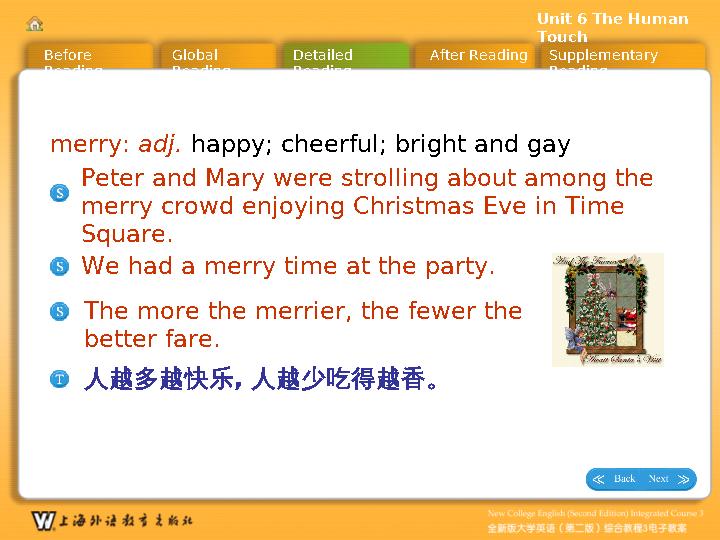 Unit 6 The Human
Touch
Before
Reading
Global
Reading
Detailed
Reading
After Reading
Supplementary
Reading
merry: adj. happy; cheerful; bright and gay
S Peter and Mary were strolling about among the
merry crowd enjoying Christmas Eve in Time
Square.
S We had a merry time at the party.
S The more the merrier, the fewer the
better fare.
T 人越多越快乐, 人越少吃得越香。
Await Santa's Visit
Back Next
W 上海外语教育出版社
New College English (Second Edition) Integrated Course 3
全新版大学英语（第二版）综合教程3电子教案